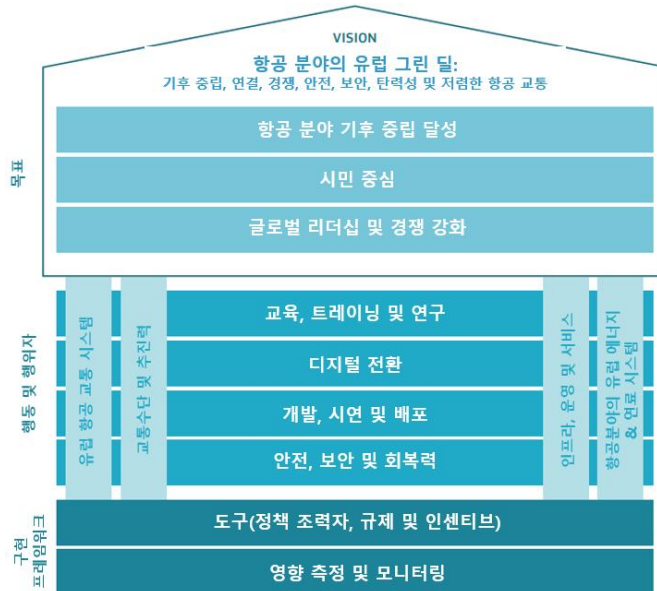 VISION
항공 분야의 유럽 그린 딜:
기후 중립, 연결, 경쟁, 안전, 보안, 탄력성 및 저렴한 항공 교통
목표
항공 분야 기후 중립 달성
시민 중심
글로벌 리더십 및 경쟁 강화
행동 및 행위자
유럽 항공 교통 시스템
교통수단 및 추진력
교육, 트레이닝 및 연구
디지털 전환
개발, 시연 및 배포
안전, 보안 및 회복력
인프라, 운영 및 서비스
항공분야의 유럽 에너지
& 연료 시스템
구현
프레임워크
도구(정책 조력자, 규제 및 인센티브)
영향 측정 및 모니터링